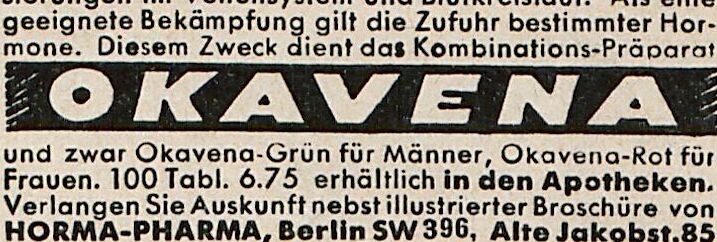 geeignete Bekämpfung gilt die Zufuhr bestimmter Hor-
mone. Diesem Zweck dient das Kombinations-Präparat
OKAVENA
und zwar Okavena-Grün für Männer, Okavena-Rot für
Frauen. 100 Tabl. 6.75 erhältlich in den Apotheken.
Verlangen Sie Auskunft nebst illustrierter Broschüre von
HORMA-PHARMA, Berlin SW 396, Alte Jakobst. 85